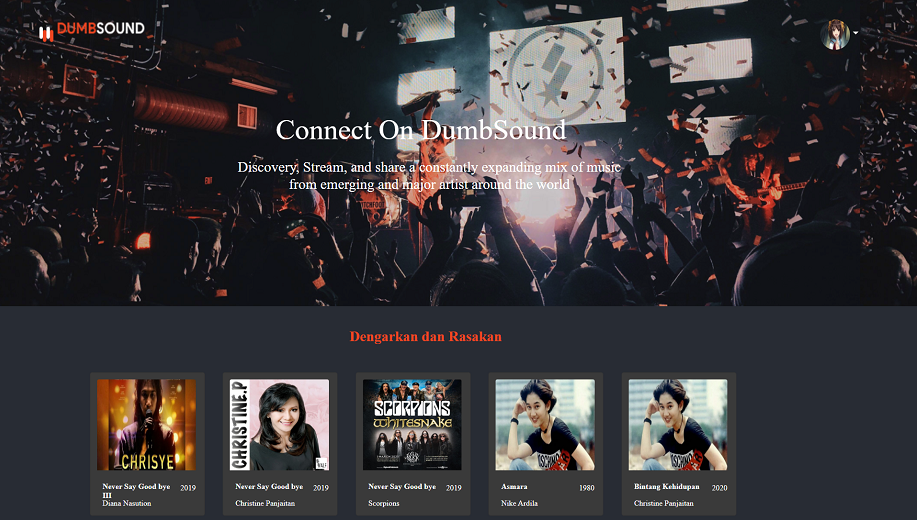 DUMBSOUND
Connect On DumbSound
Discovery, Stream, and share a constantly expanding mix of music
from emerging and major artist around the world
Dengarkan dan Rasakan
CHRISYE
CHRISTINE.P
SCORPIONS
WHITESNAKE
Never Say Good bye
III
2019
Diana Nasution
Never Say Good bye
2019
Christine Panjaitan
Never Say Good bye
2019
Scorpions
Asmara
1980
Nike Ardila
Bintang Kehidupan
2020
Christine Panjaitan